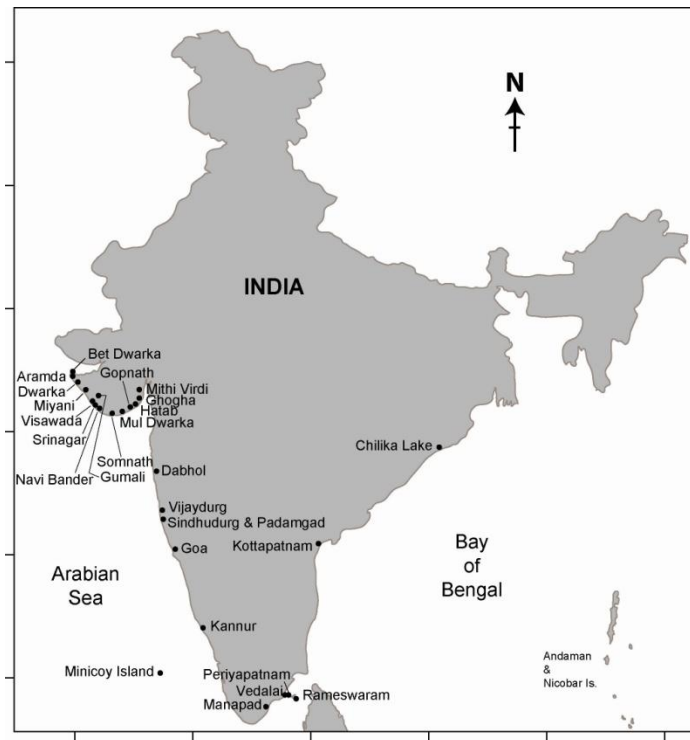 N
INDIA
Bet Dwarka
Gopnath
Aramda
Dwarka
Miyani
Visawada
Srinagar
Navi Bander
Mithi Virdi
Ghogha
Hatab
Mul Dwarka
Somnath
Gumali
Dabhol
Chilika Lake
Vijaydurg
Sindhudurg & Padamgad
Goa
Kottapatnam
Arabian
Sea
Bay
of
Bengal
Kannur
Minicoy Island
Periyapatnam
Vedalai
Manapad
Rameswaram
Andaman
&
Nicobar Is.